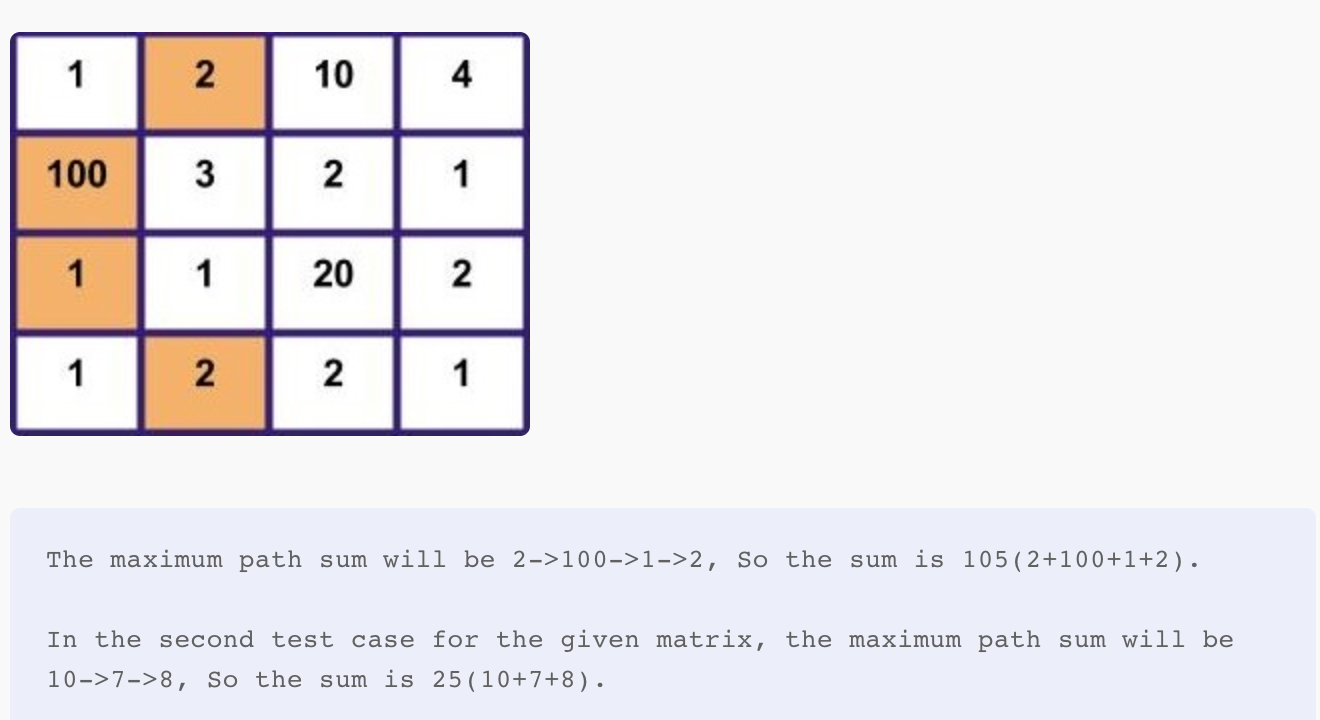 1 2 10 4
100 3 2 1
1 1 20 2
1 2 2 1
The maximum path sum will be 2->100->1->2, So the sum is 105(2+100+1+2).
In the second test case for the given matrix, the maximum path sum will be
10->7->8, So the sum is 25(10+7+8).